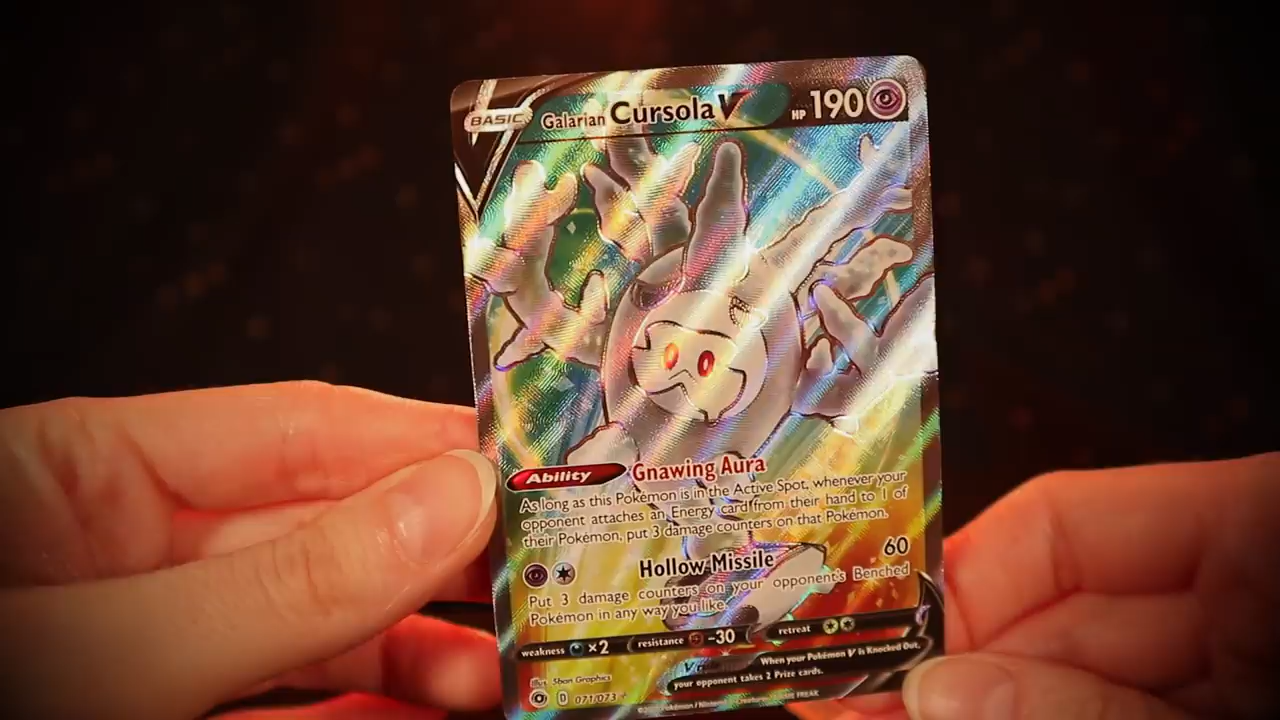 BASIC Galarian Cursola V HP 190
Ability Gnawing Aura
As long as this Pokémon is in the Active Spot, whenever your
opponent attaches an Energy card from their hand to 1 of
their Pokémon, put 3 damage counters on that Pokémon.
Hollow Missile 60
Put 3 damage counters on your opponent's Benched
Pokémon in any way you like.
weakness ×2 resistance -30 retreat
When your Pokémon V is Knocked Out,
your opponent takes 2 Prize cards.
Illus. 5ban Graphics
D 071/073